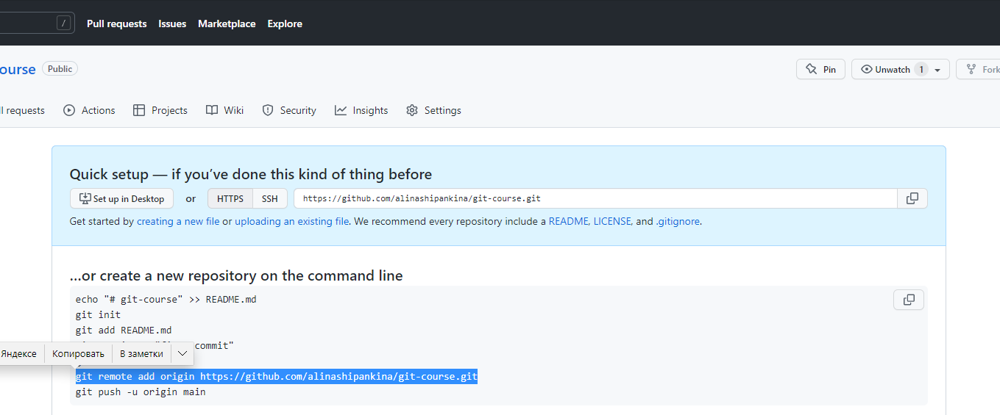 / Pull requests Issues Marketplace Explore
ourse Public Pin Unwatch 1 Fork
ll requests Actions Projects Wiki Security Insights Settings
Quick setup — if you’ve done this kind of thing before
Set up in Desktop or HTTPS SSH https://github.com/alinashipankina/git-course.git
Get started by creating a new file or uploading an existing file. We recommend every repository include a README, LICENSE, and .gitignore.
…or create a new repository on the command line
echo "# git-course" >> README.md
git init
git add README.md
commit"
Яндексе Копировать В заметки
git remote add origin https://github.com/alinashipankina/git-course.git
git push -u origin main